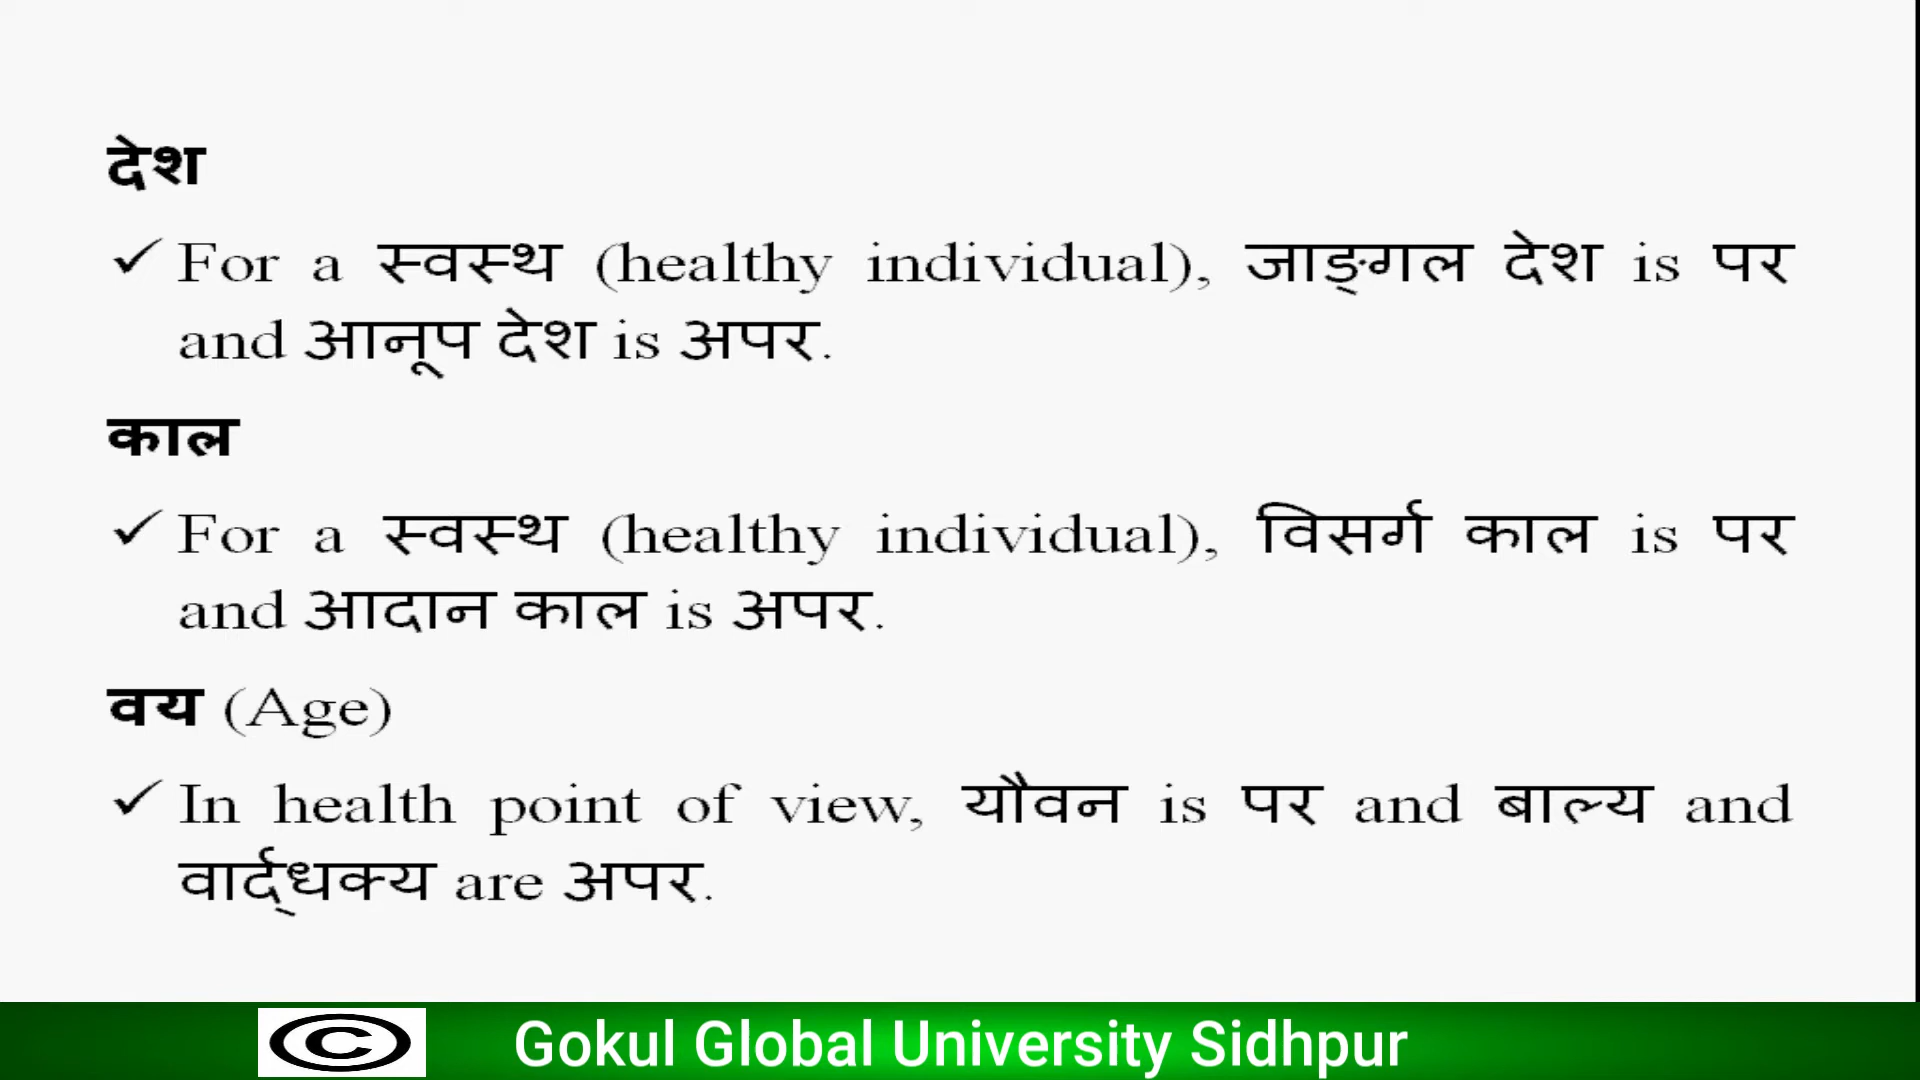 देश
✓ For a स्वस्थ (healthy individual), जाङ्गल देश is पर
and आनूप देश is अपर.
काल
✓ For a स्वस्थ (healthy individual), विसर्ग काल is पर
and आदान काल is अपर.
वय (Age)
✓ In health point of view, यौवन is पर and बाल्य and
वार्द्धक्य are अपर.
© Gokul Global University Sidhpur